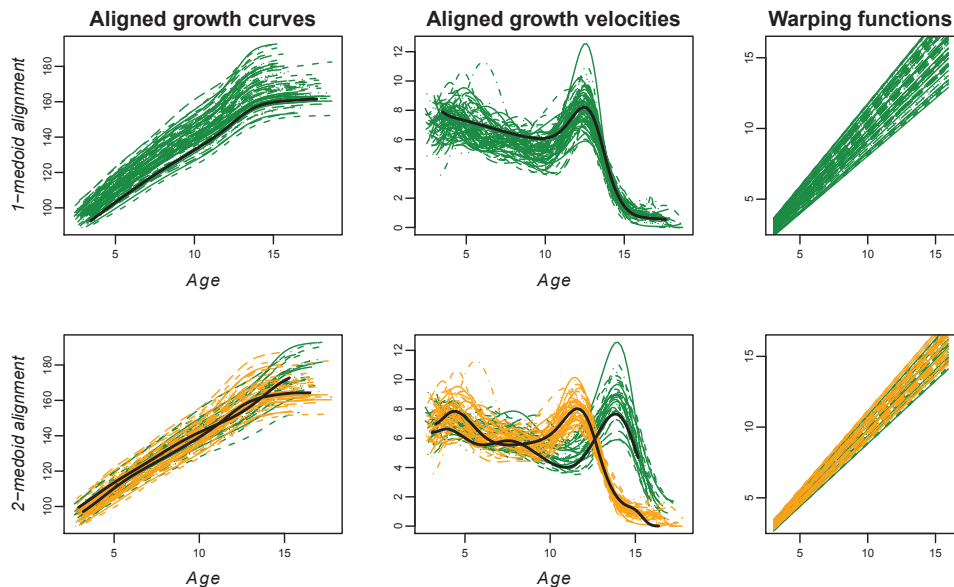 Aligned growth curves
Aligned growth velocities
Warping functions
1−medoid alignment
100 120 140 160 180
5 10 15
Age
0 2 4 6 8 10 12
5 10 15
Age
5 10 15
5 10 15
2−medoid alignment
100 120 140 160 180
5 10 15
Age
0 2 4 6 8 10 12
5 10 15
Age
5 10 15
5 10 15